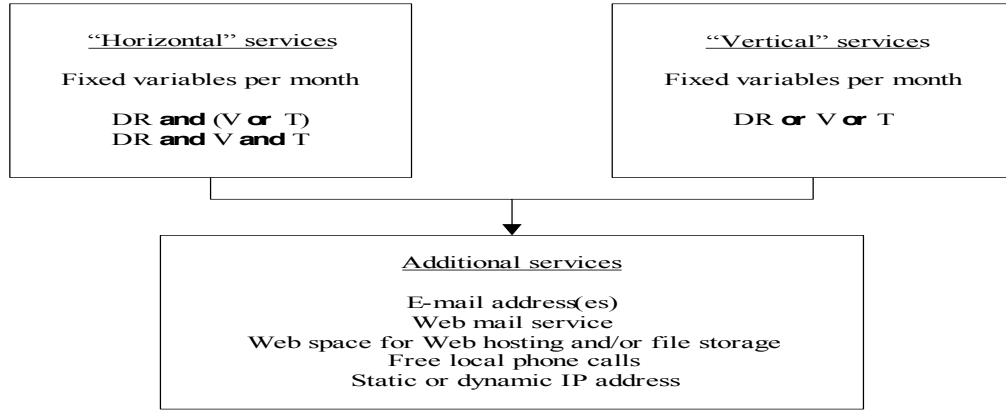 “Horizontal” services
Fixed variables per month
DR and (V or T)
DR and V and T
“Vertical” services
Fixed variables per month
DR or V or T
Additional services
E-mail address(es)
Web mail service
Web space for Web hosting and/or file storage
Free local phone calls
Static or dynamic IP address